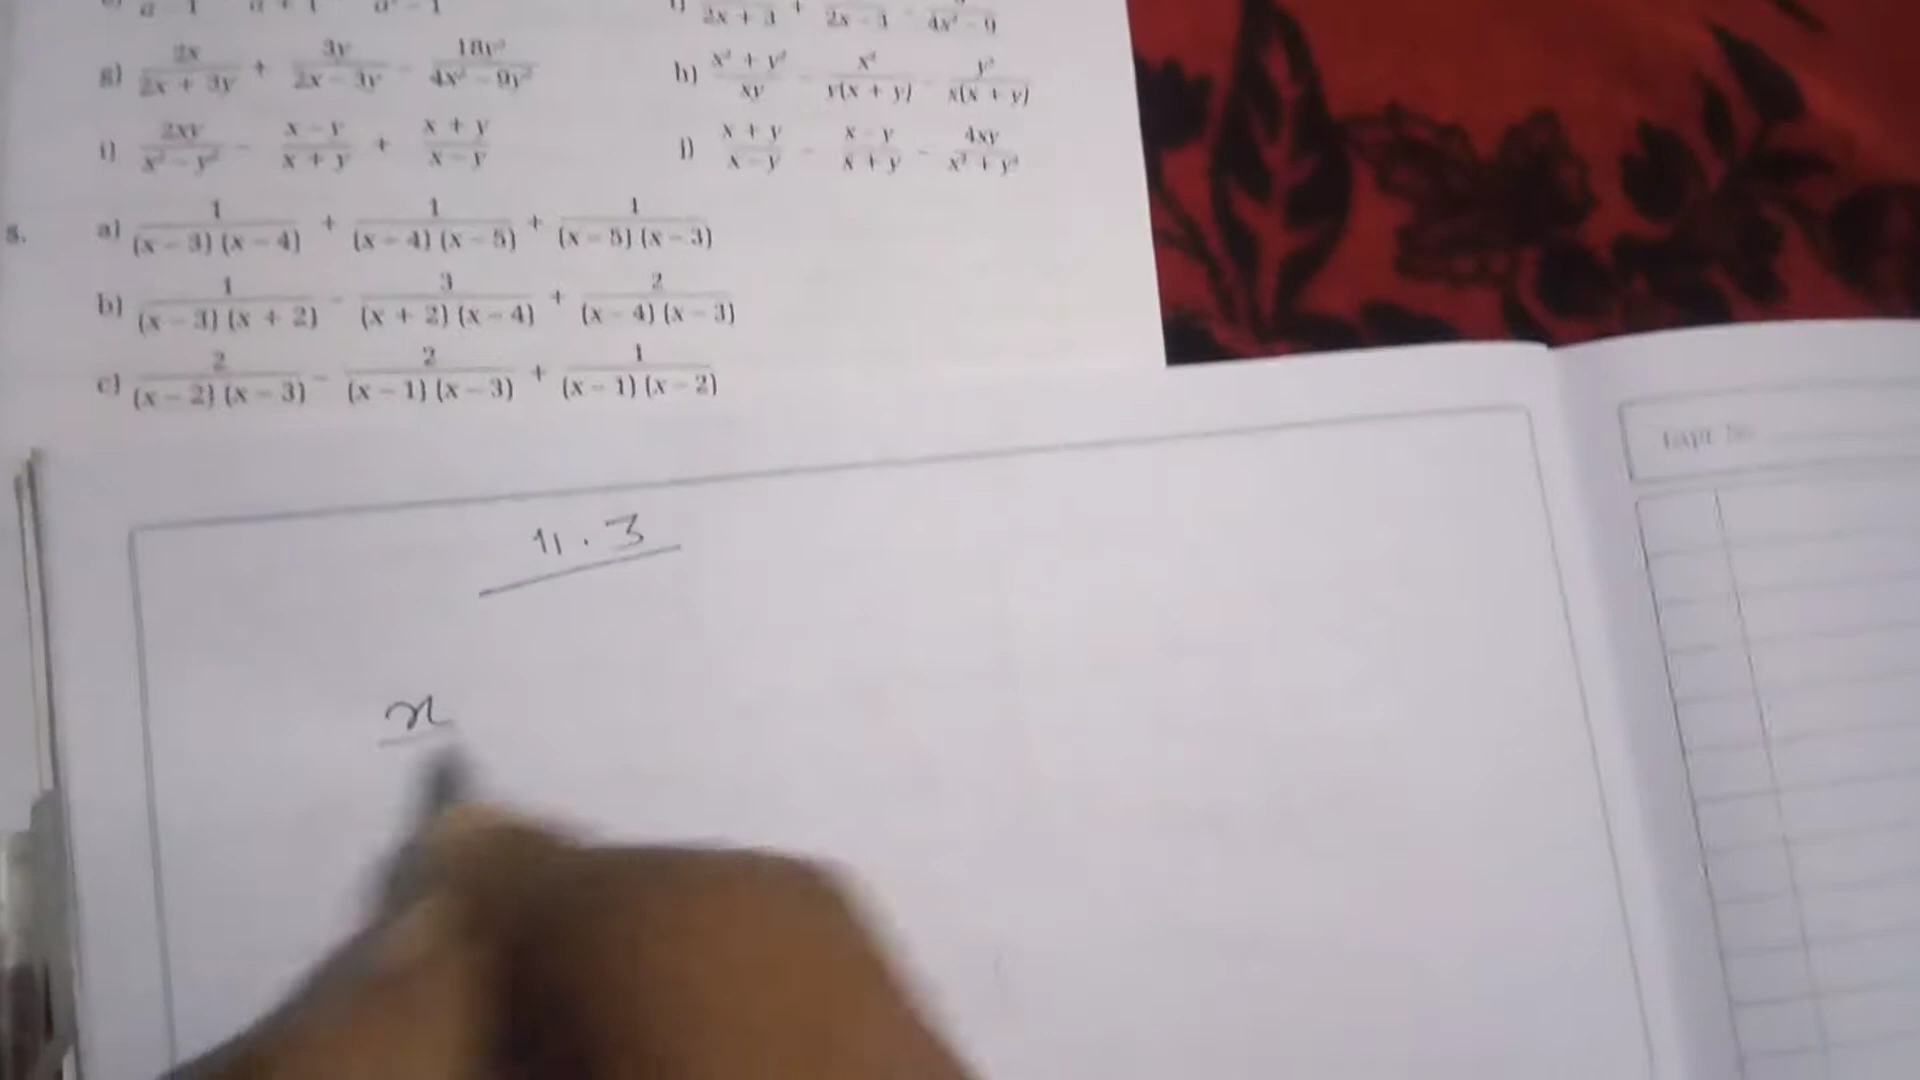 g) 2x/(2x + 3y) + 3y/(2x - 3y) - 18y²/(4x² - 9y²) h) (x² + y²)/xy - x²/y(x + y) - y²/x(x + y)
i) 2xy/(x² - y²) - (x - y)/(x + y) + (x + y)/(x - y) j) (x + y)/(x - y) - (x - y)/(x + y) - 4xy/(x² + y²)
a) 1/(x - 3) (x - 4) + 1/(x - 4) (x - 5) + 1/(x - 5) (x - 3)
b) 1/(x - 3) (x + 2) - 3/(x + 2) (x - 4) + 2/(x - 4) (x - 3)
c) 2/(x - 2) (x - 3) - 2/(x - 1) (x - 3) + 1/(x - 1) (x - 2)
11.3
x
Expt. No.